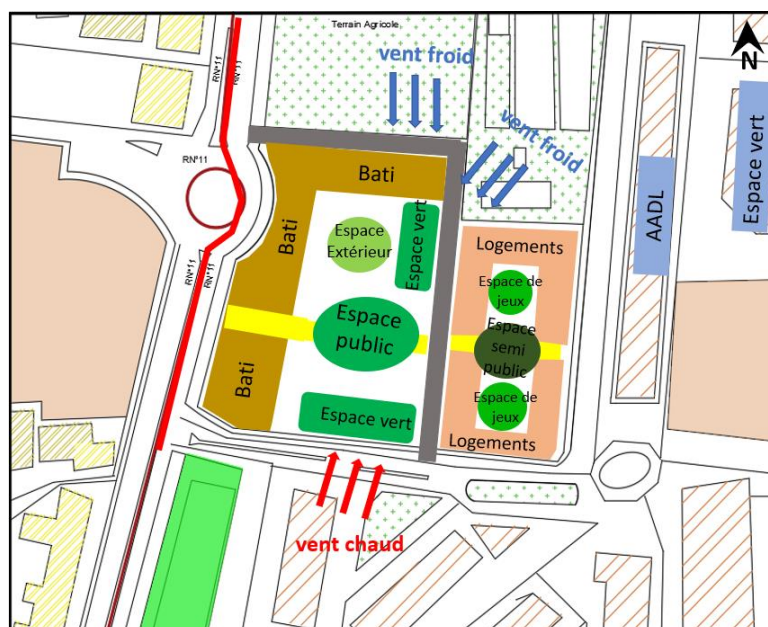 Terrain Agricole
vent froid
N
RN°11
RN°11
RN°11
vent froid
Bati
Espace vert
AADL
Espace vert
Bati
Espace
Extérieur
Logements
RN°11
RN°11
Espace de
jeux
Espace
public
Espace
semi
public
Bati
Espace vert
Espace de
jeux
Logements
vent chaud